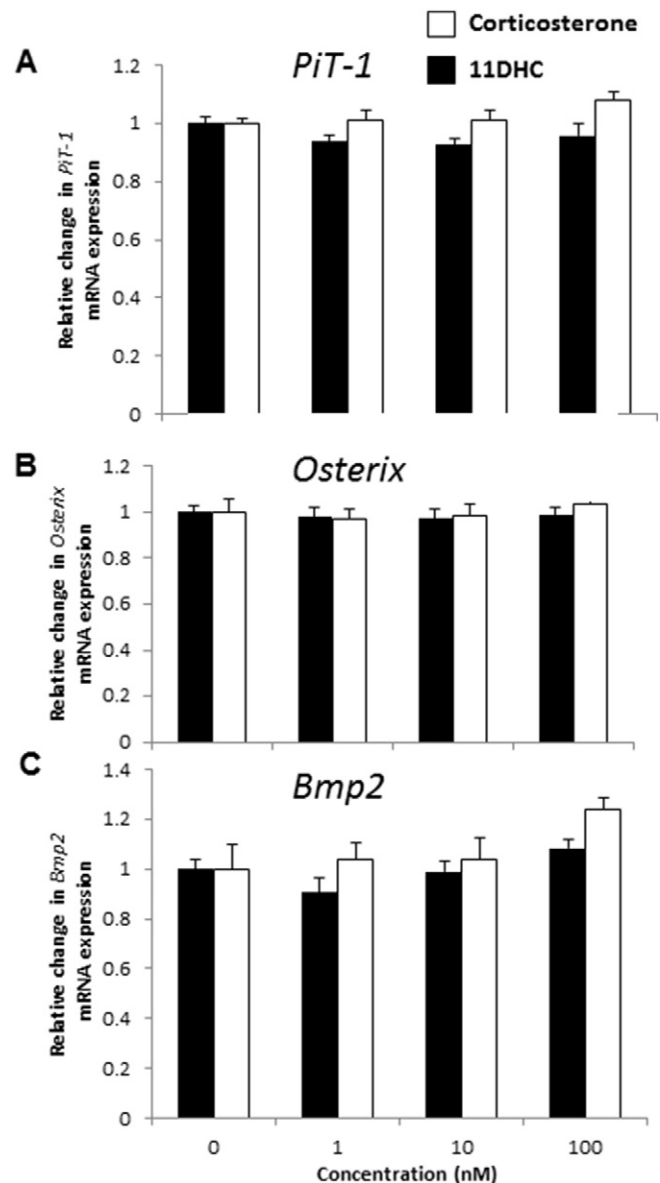 Corticosterone
11DHC
A
PiT-1
Relative change in PiT-1
mRNA expression
1.2
1
0.8
0.6
0.4
0.2
0
B
Osterix
Relative change in Osterix
mRNA expression
1.2
1
0.8
0.6
0.4
0.2
0
C
Bmp2
Relative change in Bmp2
mRNA expression
1.4
1.2
1
0.8
0.6
0.4
0.2
0
0 1 10 100
Concentration (nM)